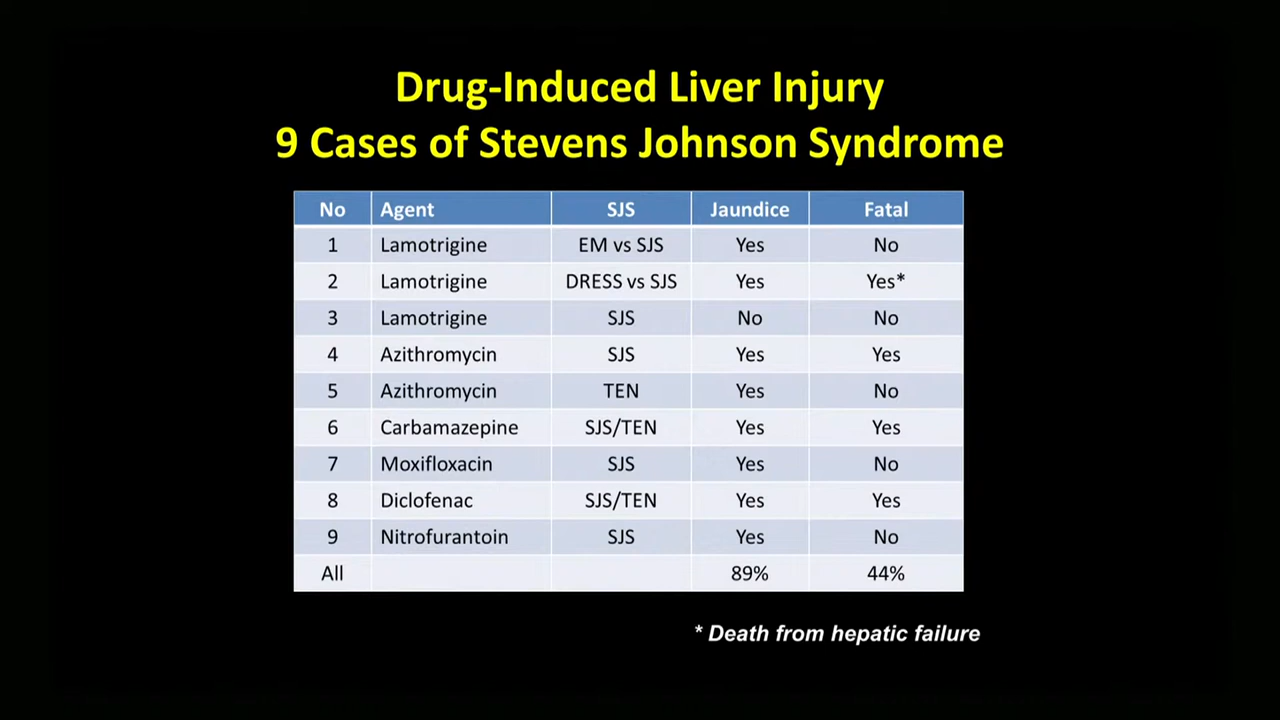 Drug-Induced Liver Injury
9 Cases of Stevens Johnson Syndrome
No Agent SJS Jaundice Fatal
1 Lamotrigine EM vs SJS Yes No
2 Lamotrigine DRESS vs SJS Yes Yes*
3 Lamotrigine SJS No No
4 Azithromycin SJS Yes Yes
5 Azithromycin TEN Yes No
6 Carbamazepine SJS/TEN Yes Yes
7 Moxifloxacin SJS Yes No
8 Diclofenac SJS/TEN Yes Yes
9 Nitrofurantoin SJS Yes No
All 89% 44%
* Death from hepatic failure